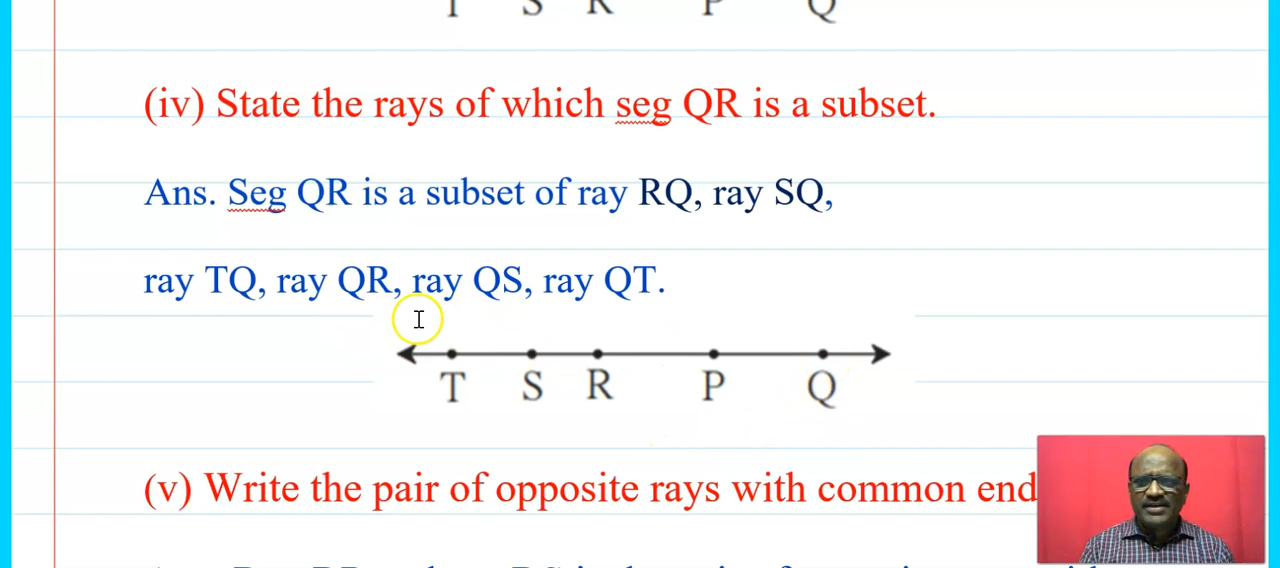 T S R P Q
(iv) State the rays of which seg QR is a subset.
Ans. Seg QR is a subset of ray RQ, ray SQ,
ray TQ, ray QR, ray QS, ray QT.
T S R P Q
(v) Write the pair of opposite rays with common end